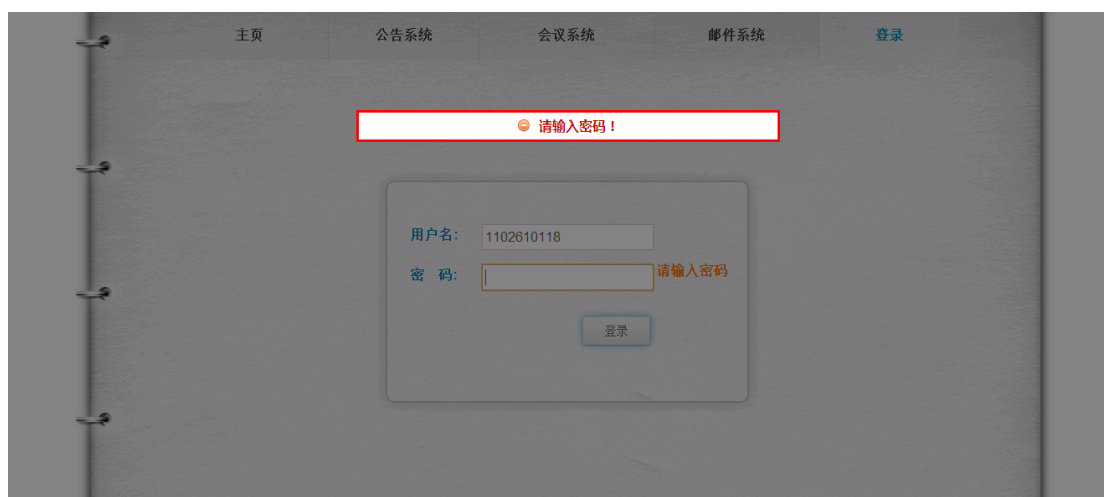 主页 公告系统 会议系统 邮件系统 登录
请输入密码！
用户名： 1102610118
密 码： 请输入密码
登录